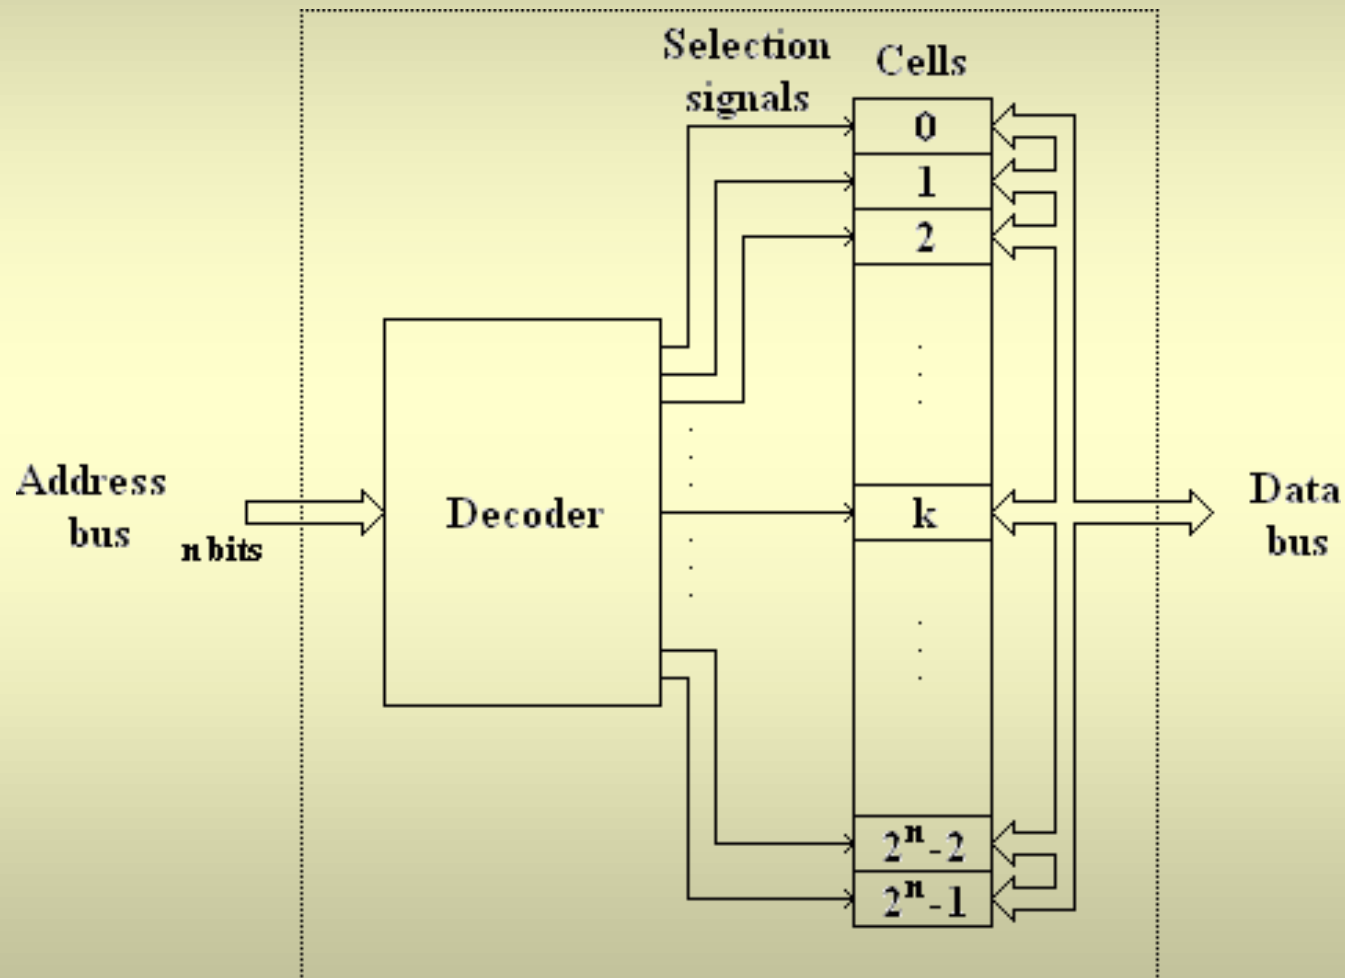 Selection
signals
Cells
0
1
2
Address
bus
n bits
Decoder
k
Data
bus
2ⁿ-2
2ⁿ-1